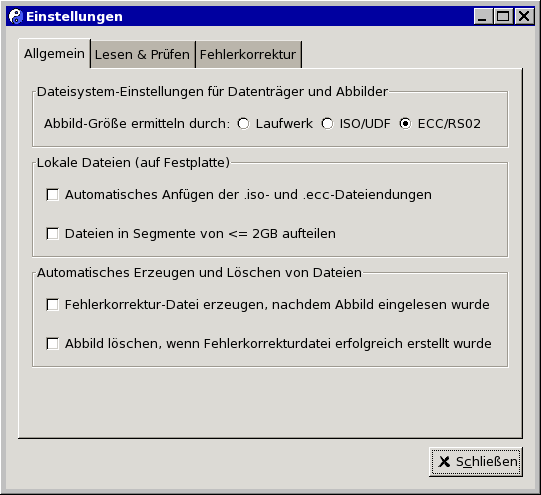 Einstellungen
Allgemein Lesen & Prüfen Fehlerkorrektur
Dateisystem-Einstellungen für Datenträger und Abbilder
Abbild-Größe ermitteln durch: Laufwerk ISO/UDF ECC/RS02
Lokale Dateien (auf Festplatte)
Automatisches Anfügen der .iso- und .ecc-Dateiendungen
Dateien in Segmente von <= 2GB aufteilen
Automatisches Erzeugen und Löschen von Dateien
Fehlerkorrektur-Datei erzeugen, nachdem Abbild eingelesen wurde
Abbild löschen, wenn Fehlerkorrekturdatei erfolgreich erstellt wurde
Schließen